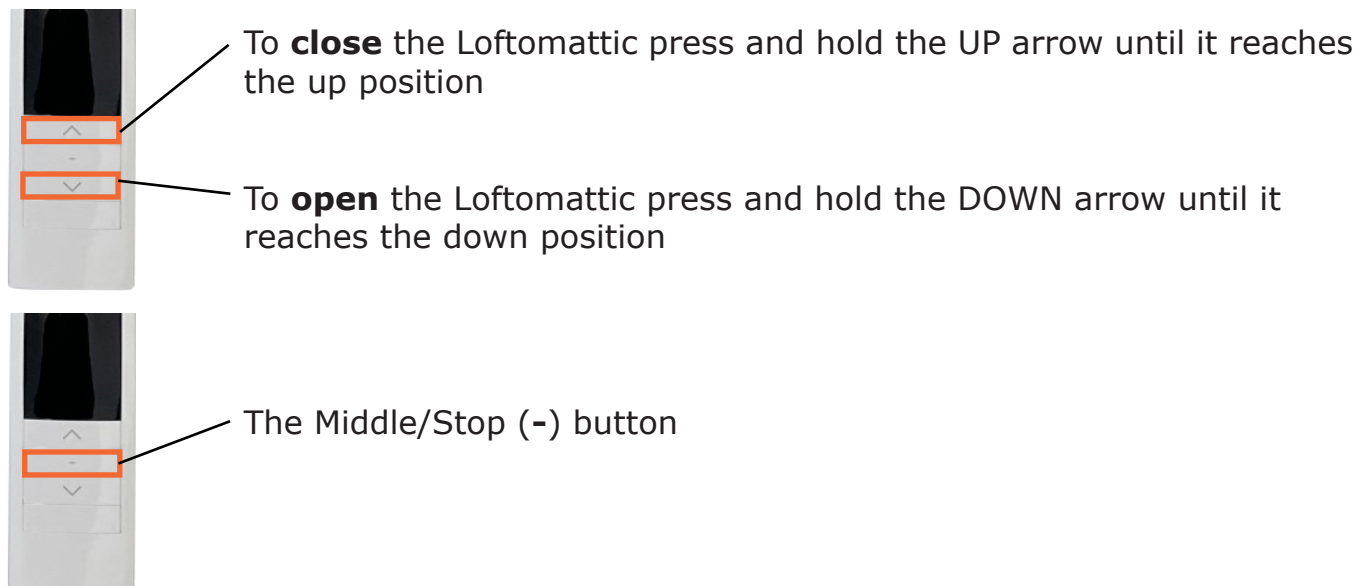 To close the Loftomattic press and hold the UP arrow until it reaches
the up position
To open the Loftomattic press and hold the DOWN arrow until it
reaches the down position
The Middle/Stop (-) button